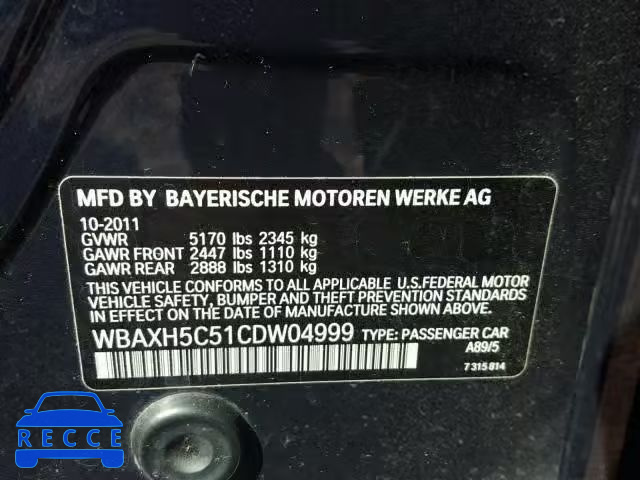 MFD BY BAYERISCHE MOTOREN WERKE AG
10-2011
GVWR 5170 lbs 2345 kg
GAWR FRONT 2447 lbs 1110 kg
GAWR REAR 2888 lbs 1310 kg
THIS VEHICLE CONFORMS TO ALL APPLICABLE U.S.FEDERAL MOTOR
VEHICLE SAFETY, BUMPER AND THEFT PREVENTION STANDARDS
IN EFFECT ON THE DATE OF MANUFACTURE SHOWN ABOVE.
WBAXH5C51CDW04999 TYPE: PASSENGER CAR
A89/5
7 315 814
RECCE